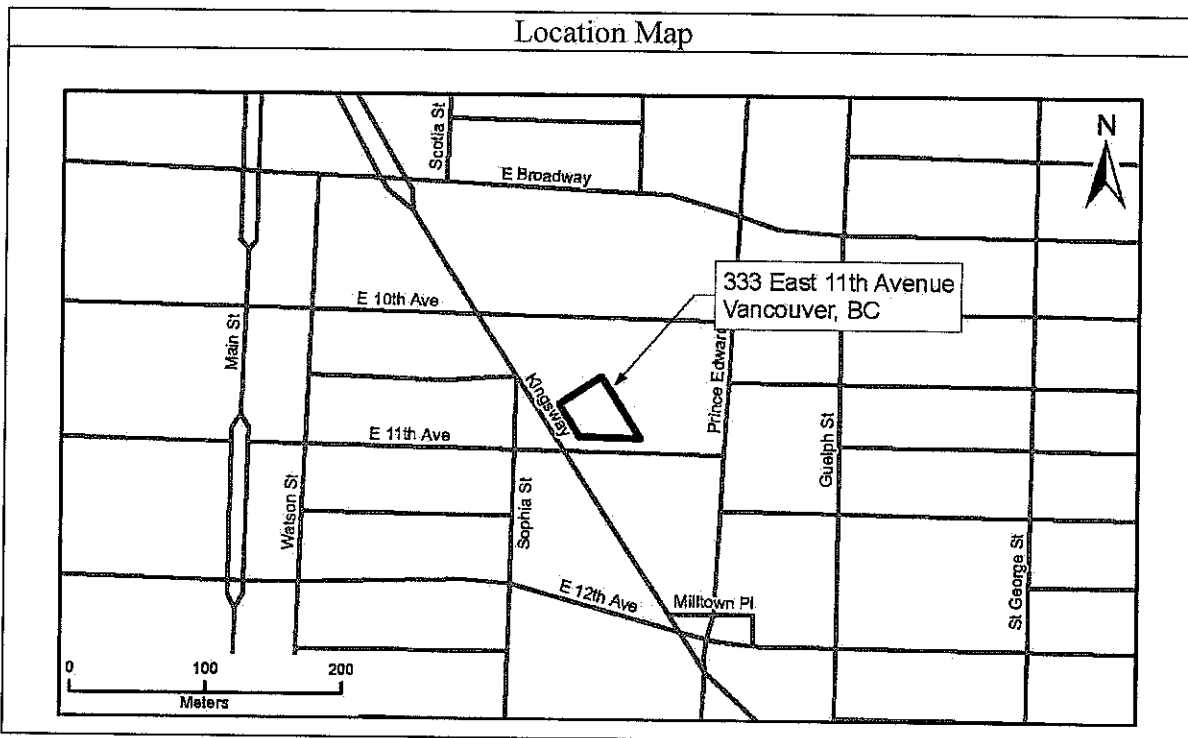 Location Map
N
Scotia St
E Broadway
333 East 11th Avenue
Vancouver, BC
E 10th Ave
Main St
Kingsway
Prince Edward
E 11th Ave
Guelph St
Watson St
Sophia St
St George St
E 12th Ave
Milltown Pl
0 100 200
Meters